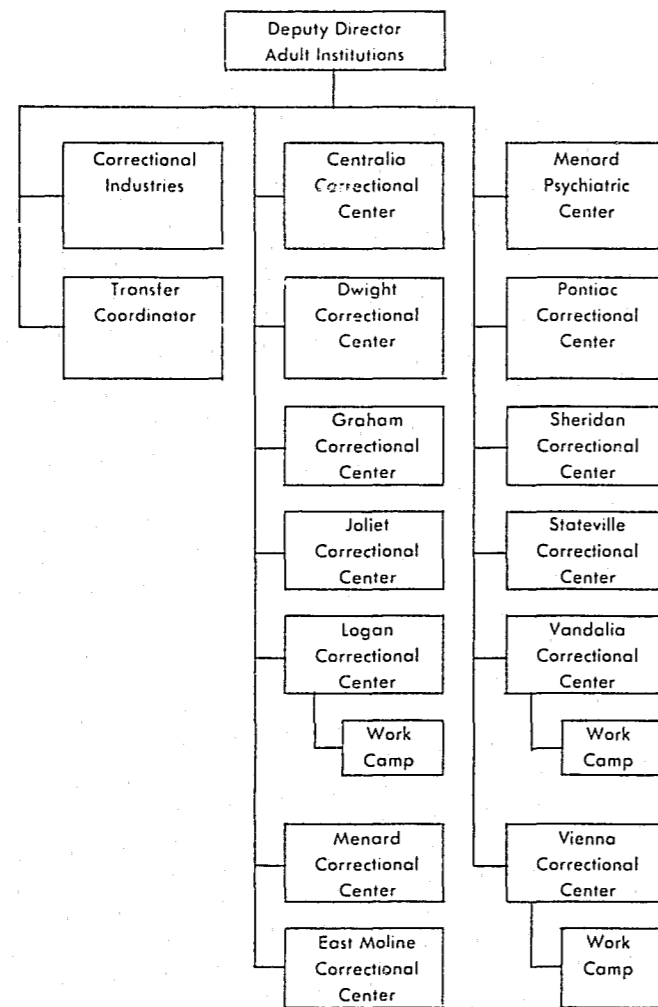 Deputy Director
Adult Institutions
Correctional
Industries
Transfer
Coordinator
Centralia
Correctional
Center
Dwight
Correctional
Center
Graham
Correctional
Center
Joliet
Correctional
Center
Logan
Correctional
Center
Work
Camp
Menard
Correctional
Center
East Moline
Correctional
Center
Menard
Psychiatric
Center
Pontiac
Correctional
Center
Sheridan
Correctional
Center
Stateville
Correctional
Center
Vandalia
Correctional
Center
Work
Camp
Vienna
Correctional
Center
Work
Camp